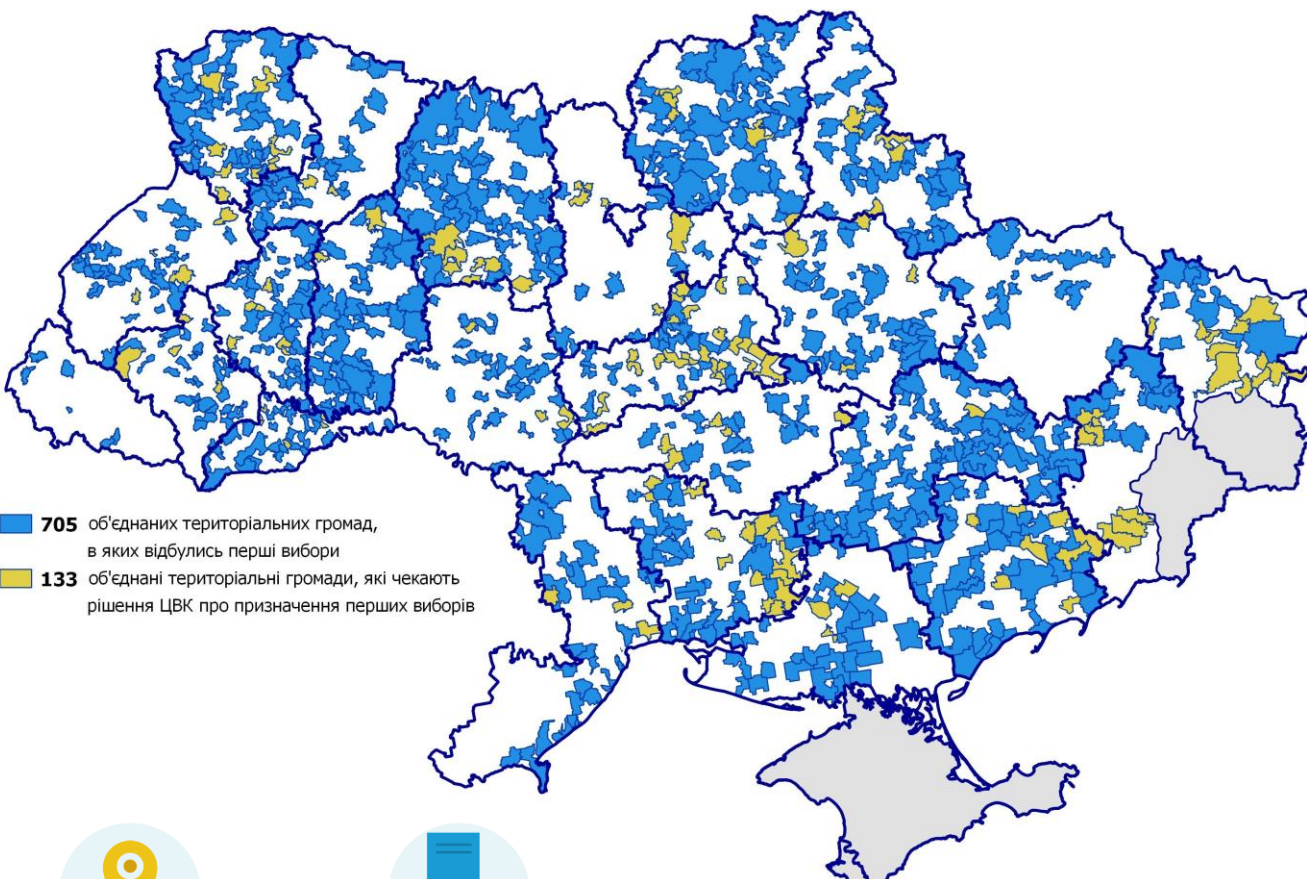 705 об'єднаних територіальних громад,
в яких відбулись перші вибори
133 об'єднані територіальні громади, які чекають
рішення ЦВК про призначення перших виборів